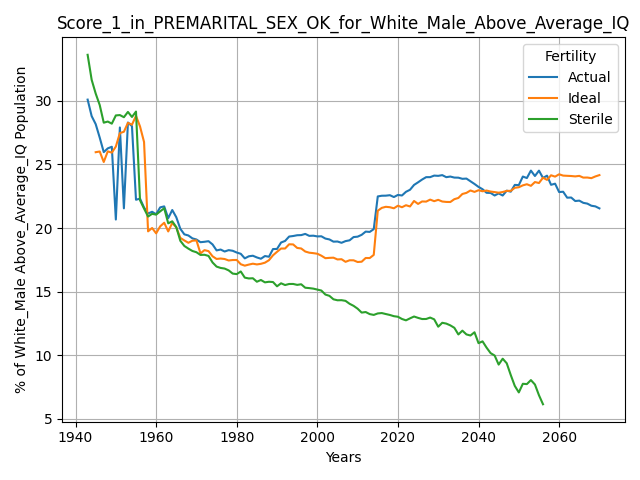 Score_1_in_PREMARITAL_SEX_OK_for_White_Male_Above_Average_IQ
Fertility
Actual
Ideal
Sterile
% of White_Male Above_Average_IQ Population
30
25
20
15
10
5
1940 1960 1980 2000 2020 2040 2060
Years